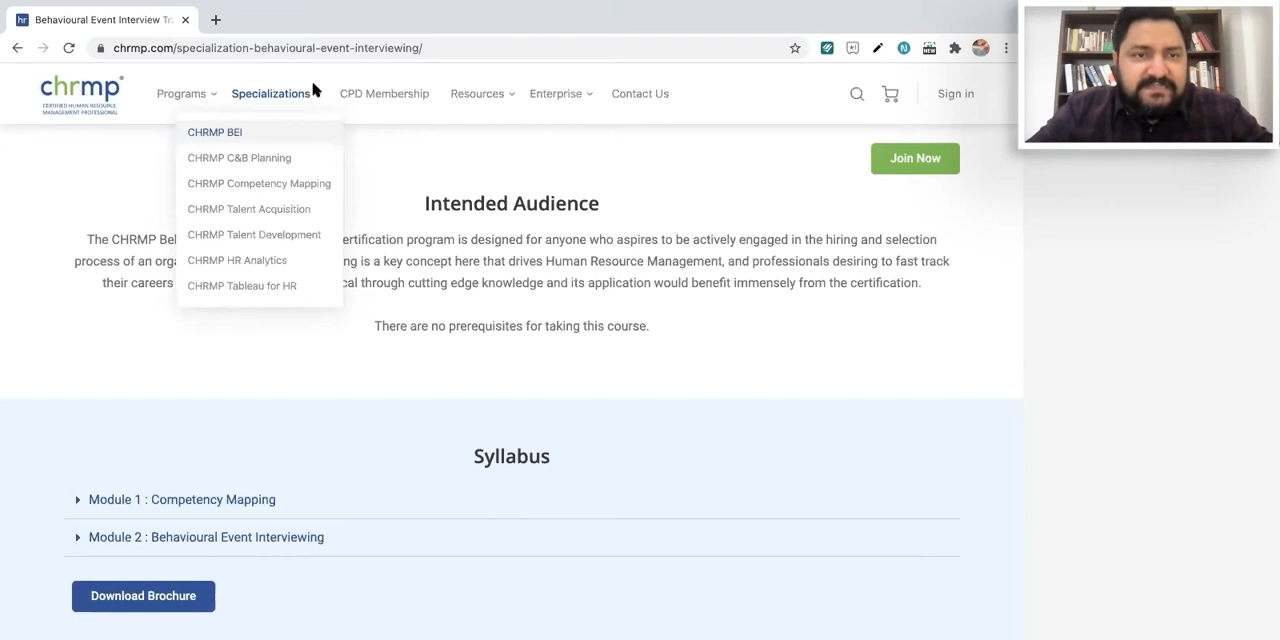 hr
Behavioural Event Interview Tr
chrmp.com/specialization-behavioural-event-interviewing/
NEW
chrmp
CERTIFIED HUMAN RESOURCE
MANAGEMENT PROFESSIONAL
Programs
Specializations
CPD Membership
Resources
Enterprise
Contact Us
Sign in
CHRMP BEI
CHRMP C&B Planning
CHRMP Competency Mapping
CHRMP Talent Acquisition
CHRMP Talent Development
CHRMP HR Analytics
CHRMP Tableau for HR
Join Now
Intended Audience
The CHRMP Bel ertification program is designed for anyone who aspires to be actively engaged in the hiring and selection
process of an orga ng is a key concept here that drives Human Resource Management, and professionals desiring to fast track
their careers cal through cutting edge knowledge and its application would benefit immensely from the certification.
There are no prerequisites for taking this course.
Syllabus
Module 1 : Competency Mapping
Module 2 : Behavioural Event Interviewing
Download Brochure